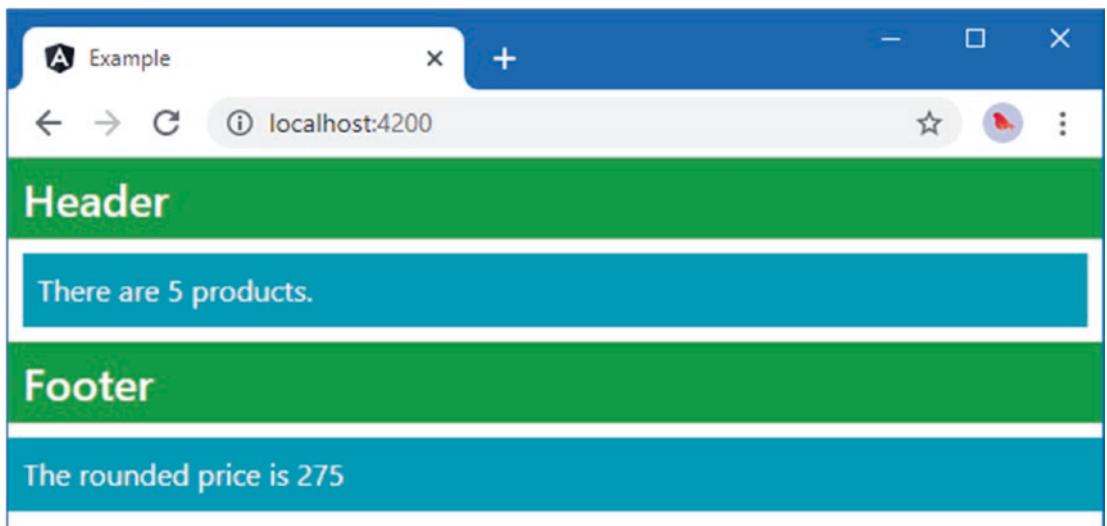 Example
localhost:4200
Header
There are 5 products.
Footer
The rounded price is 275